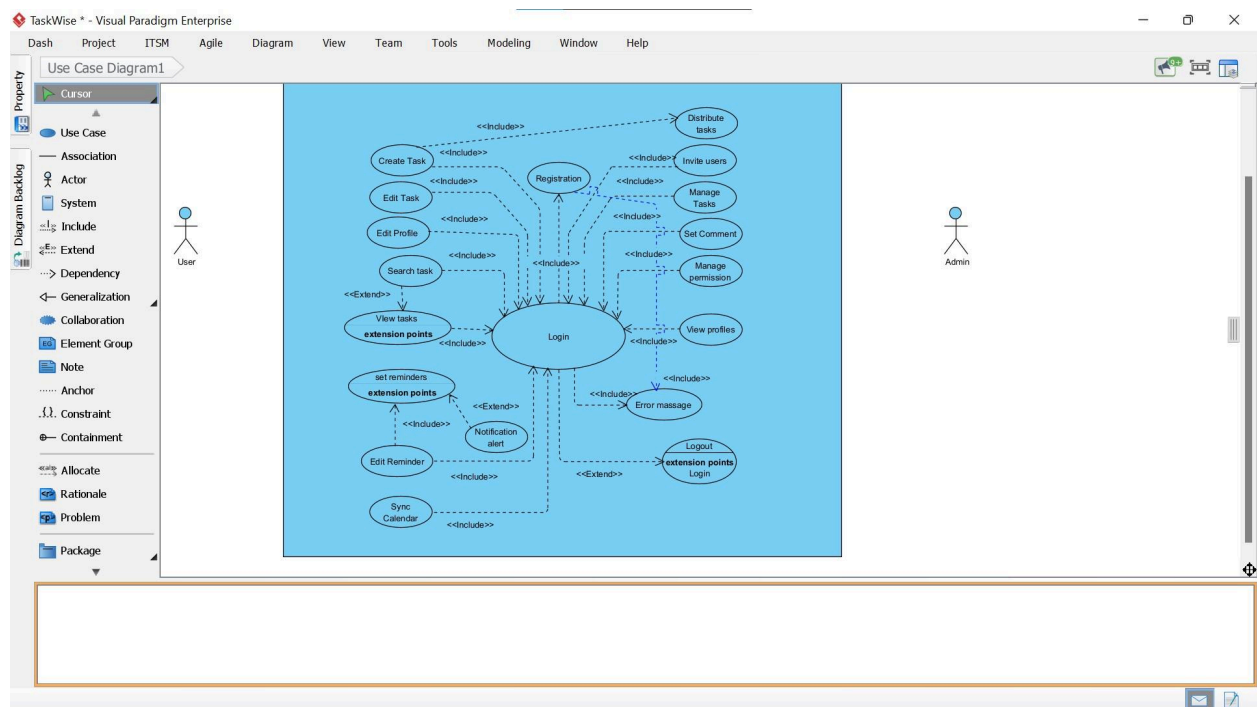 TaskWise * - Visual Paradigm Enterprise
Dash Project ITSM Agile Diagram View Team Tools Modeling Window Help
Use Case Diagram1
9+
Property
Diagram Backlog
Cursor
Use Case
Association
Actor
System
Include
Extend
Dependency
Generalization
Collaboration
Element Group
Note
Anchor
Constraint
Containment
Allocate
Rationale
Problem
Package
User
Admin
Distribute
tasks
<<Include>>
Create Task
<<Include>>
Registration
<<Include>>
Invite users
<<Include>>
<<Include>>
Edit Task
Manage
Tasks
<<Include>>
<<Include>>
Edit Profile
Set Comment
<<Include>>
<<Include>>
<<Include>>
Search task
Manage
permission
<<Extend>>
VIew tasks
extension points
<<Include>>
Login
View profiles
<<Include>>
set reminders
extension points
<<Include>>
<<Include>>
Error massage
<<Extend>>
<<Include>>
Notification
alert
Edit Reminder
<<Include>>
<<Extend>>
Logout
extension points
Login
Sync
Calendar
<<Include>>